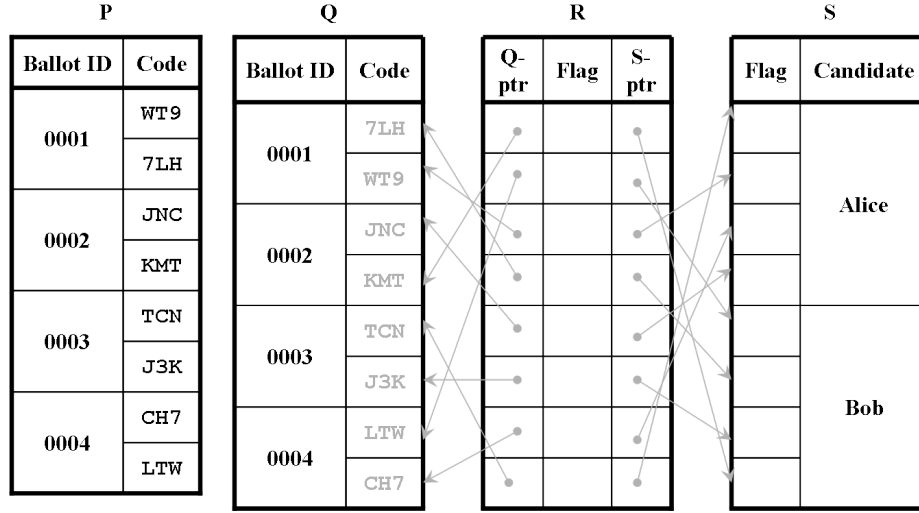 P Q R S
Ballot ID Code
0001 WT9
7LH
0002 JNC
KMT
0003 TCN
J3K
0004 CH7
LTW
Ballot ID Code
0001 7LH
WT9
0002 JNC
KMT
0003 TCN
J3K
0004 LTW
CH7
Q-
ptr
Flag
S-
ptr
Flag Candidate
Alice
Bob